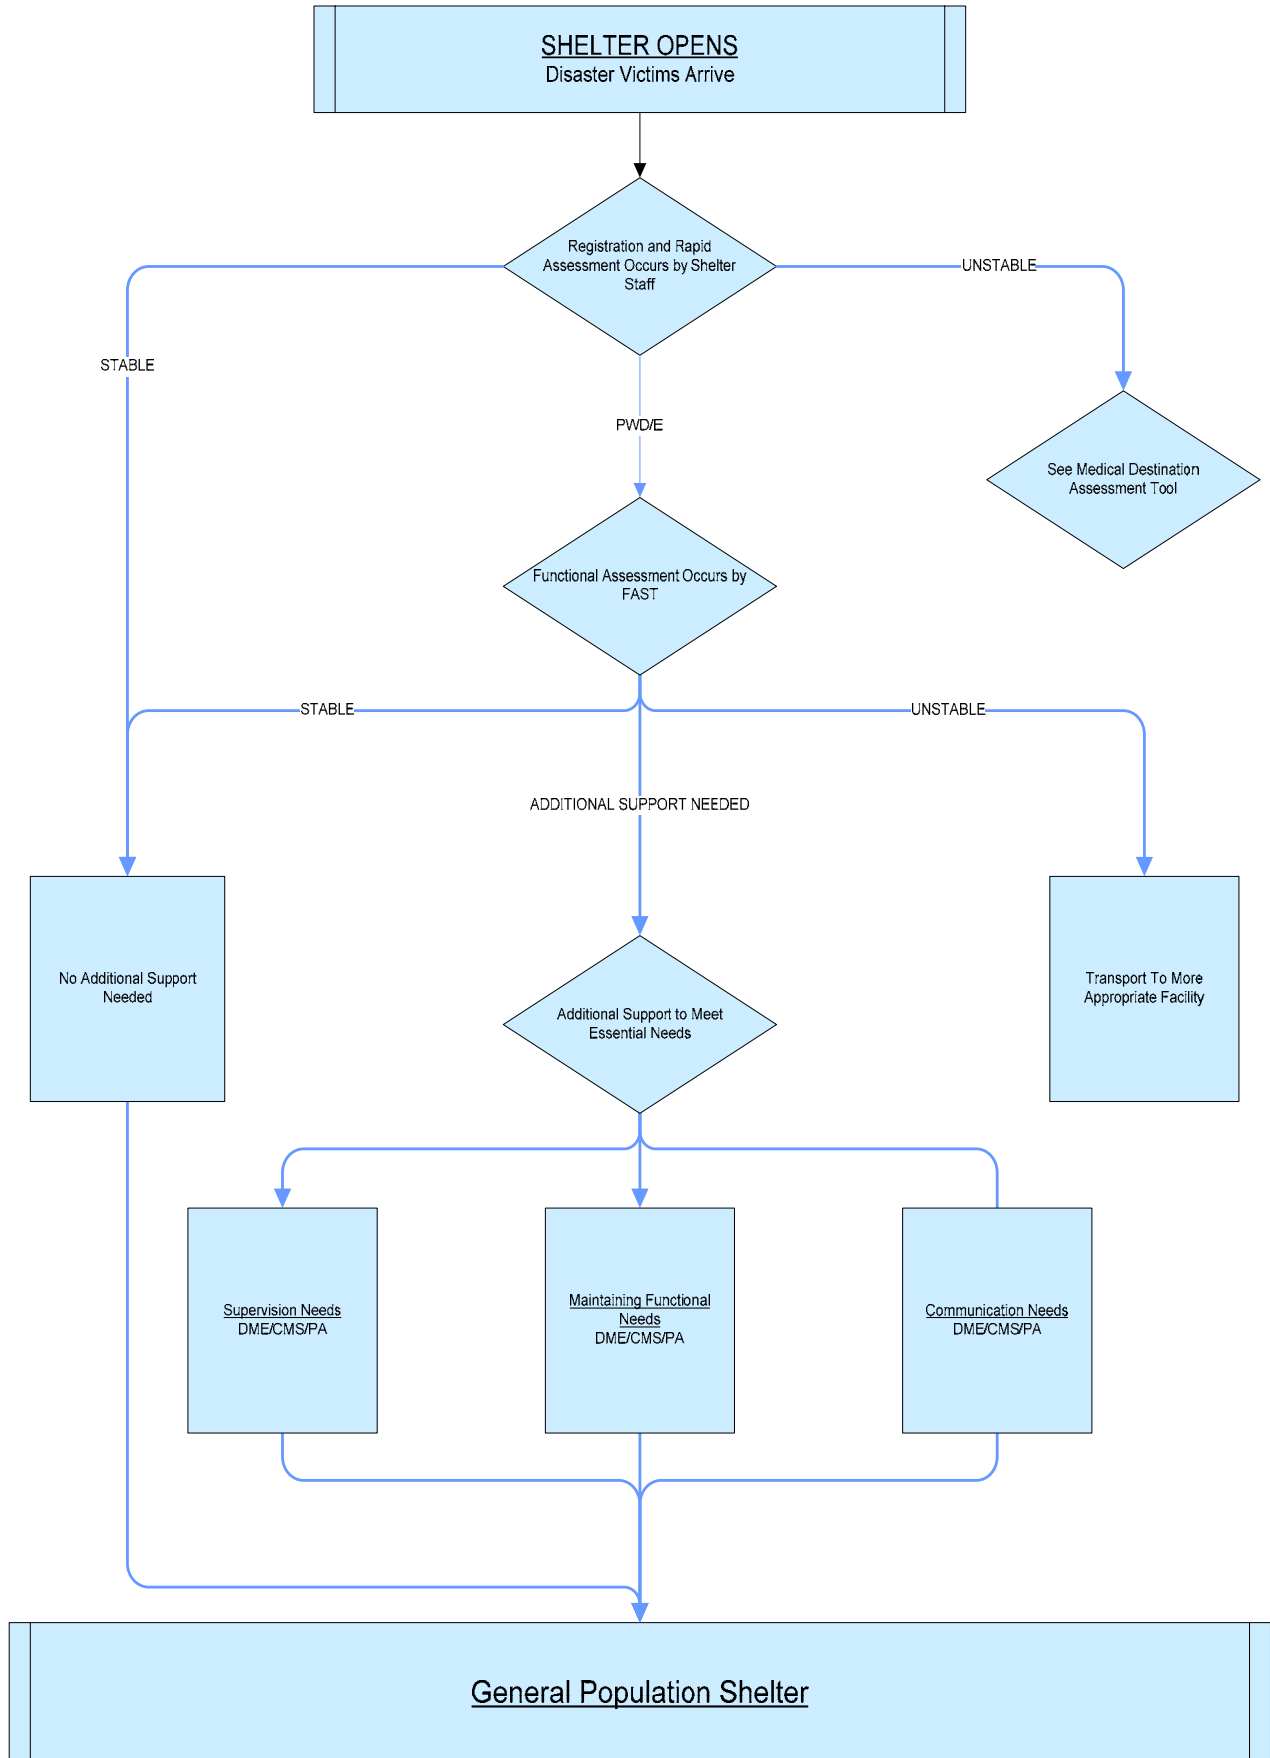 SHELTER OPENS
Disaster Victims Arrive
Registration and Rapid
Assessment Occurs by Shelter
Staff
UNSTABLE
STABLE
PWD/E
See Medical Destination
Assessment Tool
Functional Assessment Occurs by
FAST
STABLE
UNSTABLE
ADDITIONAL SUPPORT NEEDED
No Additional Support
Needed
Additional Support to Meet
Essential Needs
Transport To More
Appropriate Facility
Supervision Needs
DME/CMS/PA
Maintaining Functional
Needs
DME/CMS/PA
Communication Needs
DME/CMS/PA
General Population Shelter